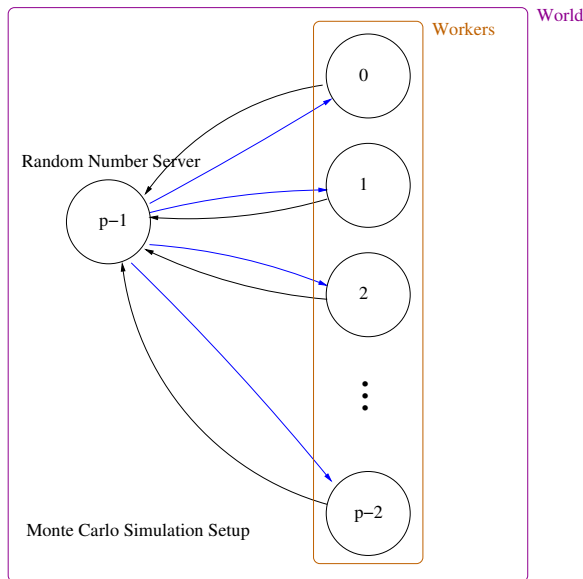 World
Workers
0
Random Number Server
1
p−1
2
p−2
Monte Carlo Simulation Setup